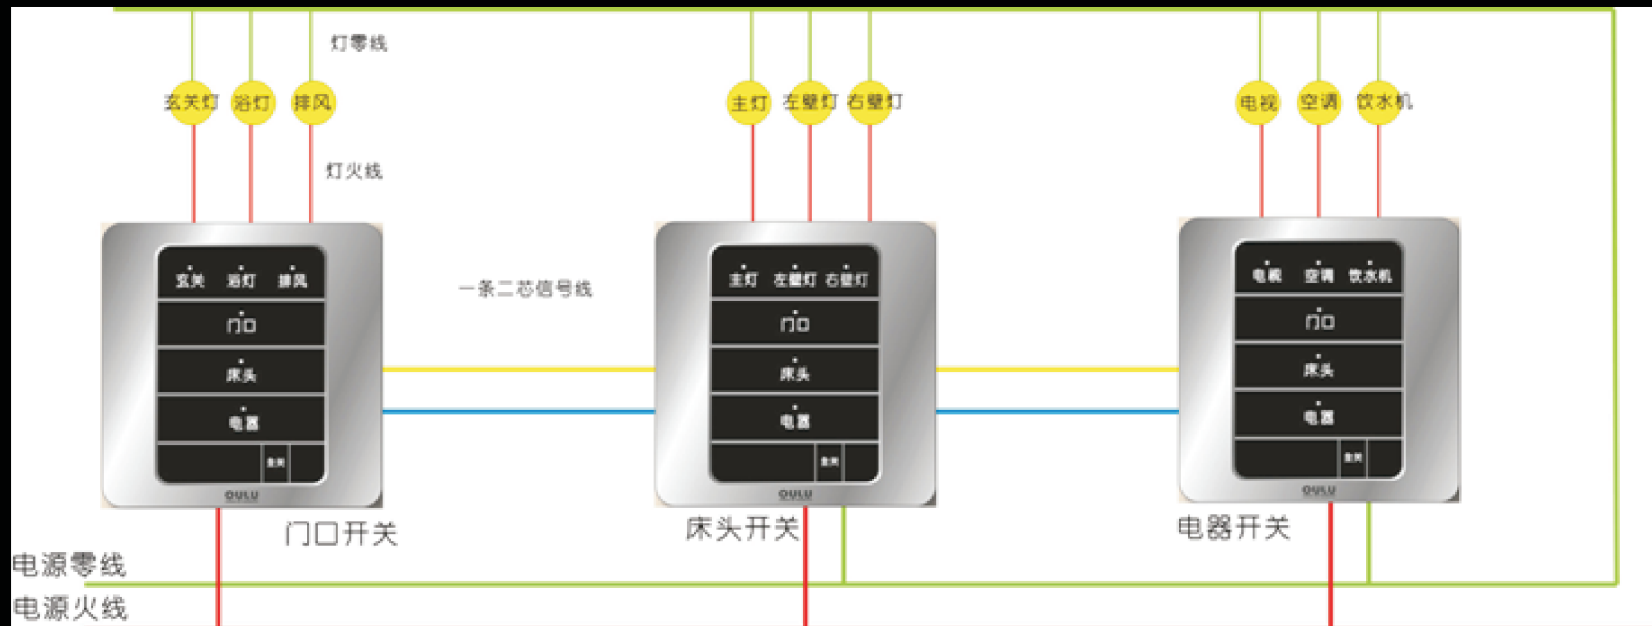 灯零线
玄关灯 浴灯 排风 主灯 左壁灯 右壁灯 电视 空调 饮水机
灯火线
玄关 浴灯 排风
门口
床头
电器
全关
OULU
一条二芯信号线
主灯 左壁灯 右壁灯
门口
床头
电器
全关
OULU
电视 空调 饮水机
门口
床头
电器
全关
OULU
门口开关
床头开关
电器开关
电源零线
电源火线